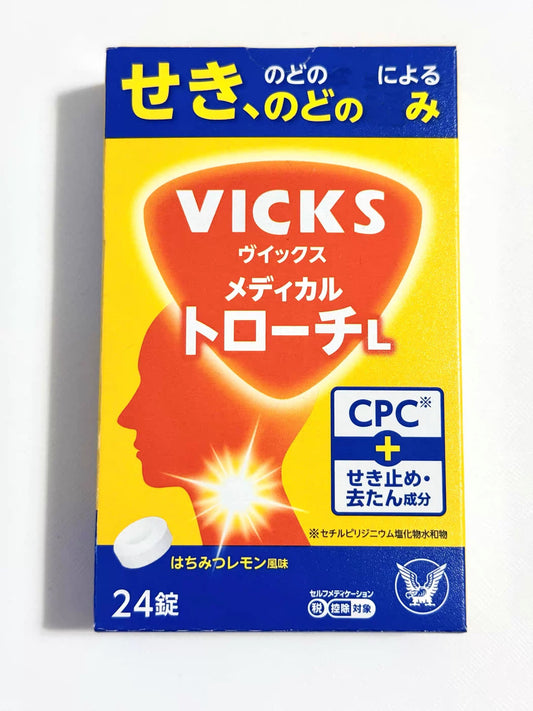 せき、のどの による
のどの み
VICKS
ヴイックス
メディカル
トローチL
CPC※
+
せき止め・
去たん成分
※セチルピリジニウム塩化物水和物
はちみつレモン風味
24錠
セルフメディケーション
税 控除 対象